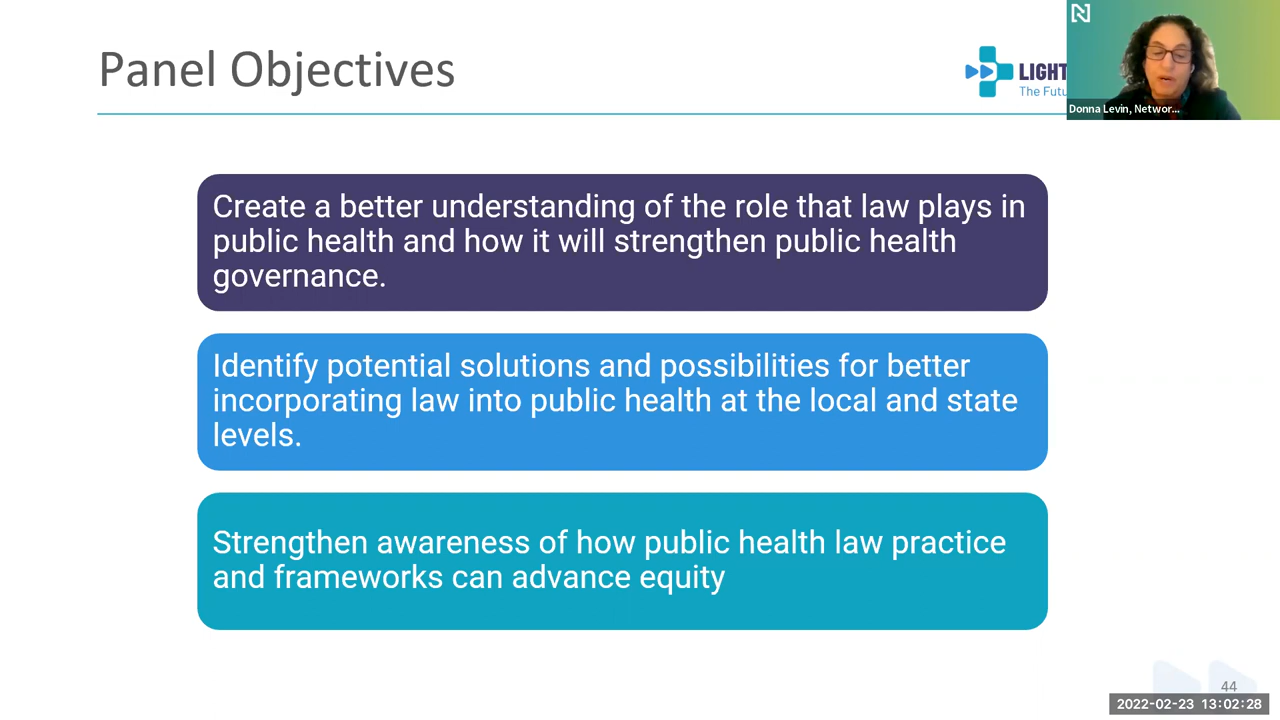 Panel Objectives
LIGHT
The Futu
N
Donna Levin, Networ...
Create a better understanding of the role that law plays in
public health and how it will strengthen public health
governance.
Identify potential solutions and possibilities for better
incorporating law into public health at the local and state
levels.
Strengthen awareness of how public health law practice
and frameworks can advance equity
44
2022-02-23 13:02:28